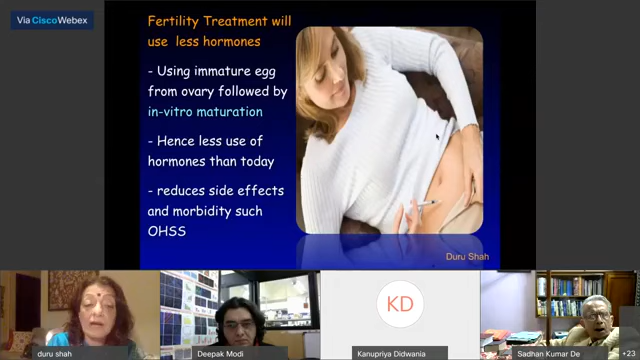 Via Cisco Webex
Fertility Treatment will
use less hormones
- Using immature egg
from ovary followed by
in-vitro maturation
- Hence less use of
hormones than today
- reduces side effects
and morbidity such
OHSS
Duru Shah
KD
duru shah
Deepak Modi
Kanupriya Didwania
Sadhan Kumar De
+23